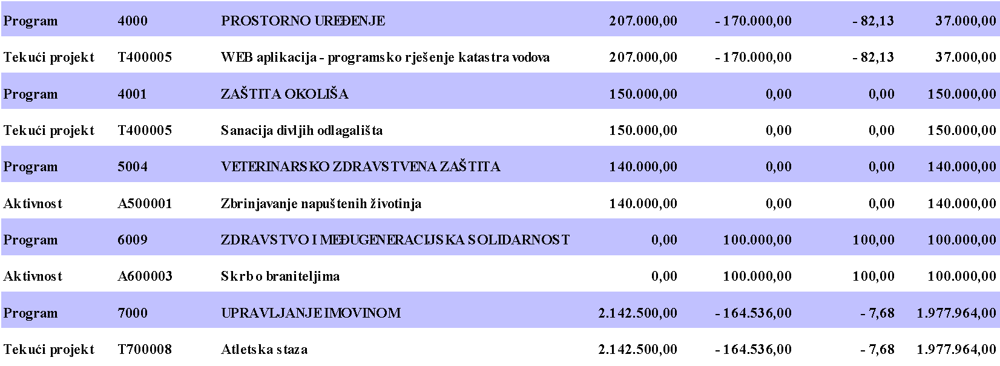 Program 4000 PROSTORNO UREĐENJE 207.000,00 -170.000,00 -82,13 37.000,00
Tekući projekt T400005 WEB aplikacija - programsko rješenje katastra vodova 207.000,00 -170.000,00 -82,13 37.000,00
Program 4001 ZAŠTITA OKOLIŠA 150.000,00 0,00 0,00 150.000,00
Tekući projekt T400005 Sanacija divljih odlagališta 150.000,00 0,00 0,00 150.000,00
Program 5004 VETERINARSKO ZDRAVSTVENA ZAŠTITA 140.000,00 0,00 0,00 140.000,00
Aktivnost A500001 Zbrinjavanje napuštenih životinja 140.000,00 0,00 0,00 140.000,00
Program 6009 ZDRAVSTVO I MEĐUGENERACIJSKA SOLIDARNOST 0,00 100.000,00 100,00 100.000,00
Aktivnost A600003 Skrb o braniteljima 0,00 100.000,00 100,00 100.000,00
Program 7000 UPRAVLJANJE IMOVINOM 2.142.500,00 -164.536,00 -7,68 1.977.964,00
Tekući projekt T700008 Atletska staza 2.142.500,00 -164.536,00 -7,68 1.977.964,00